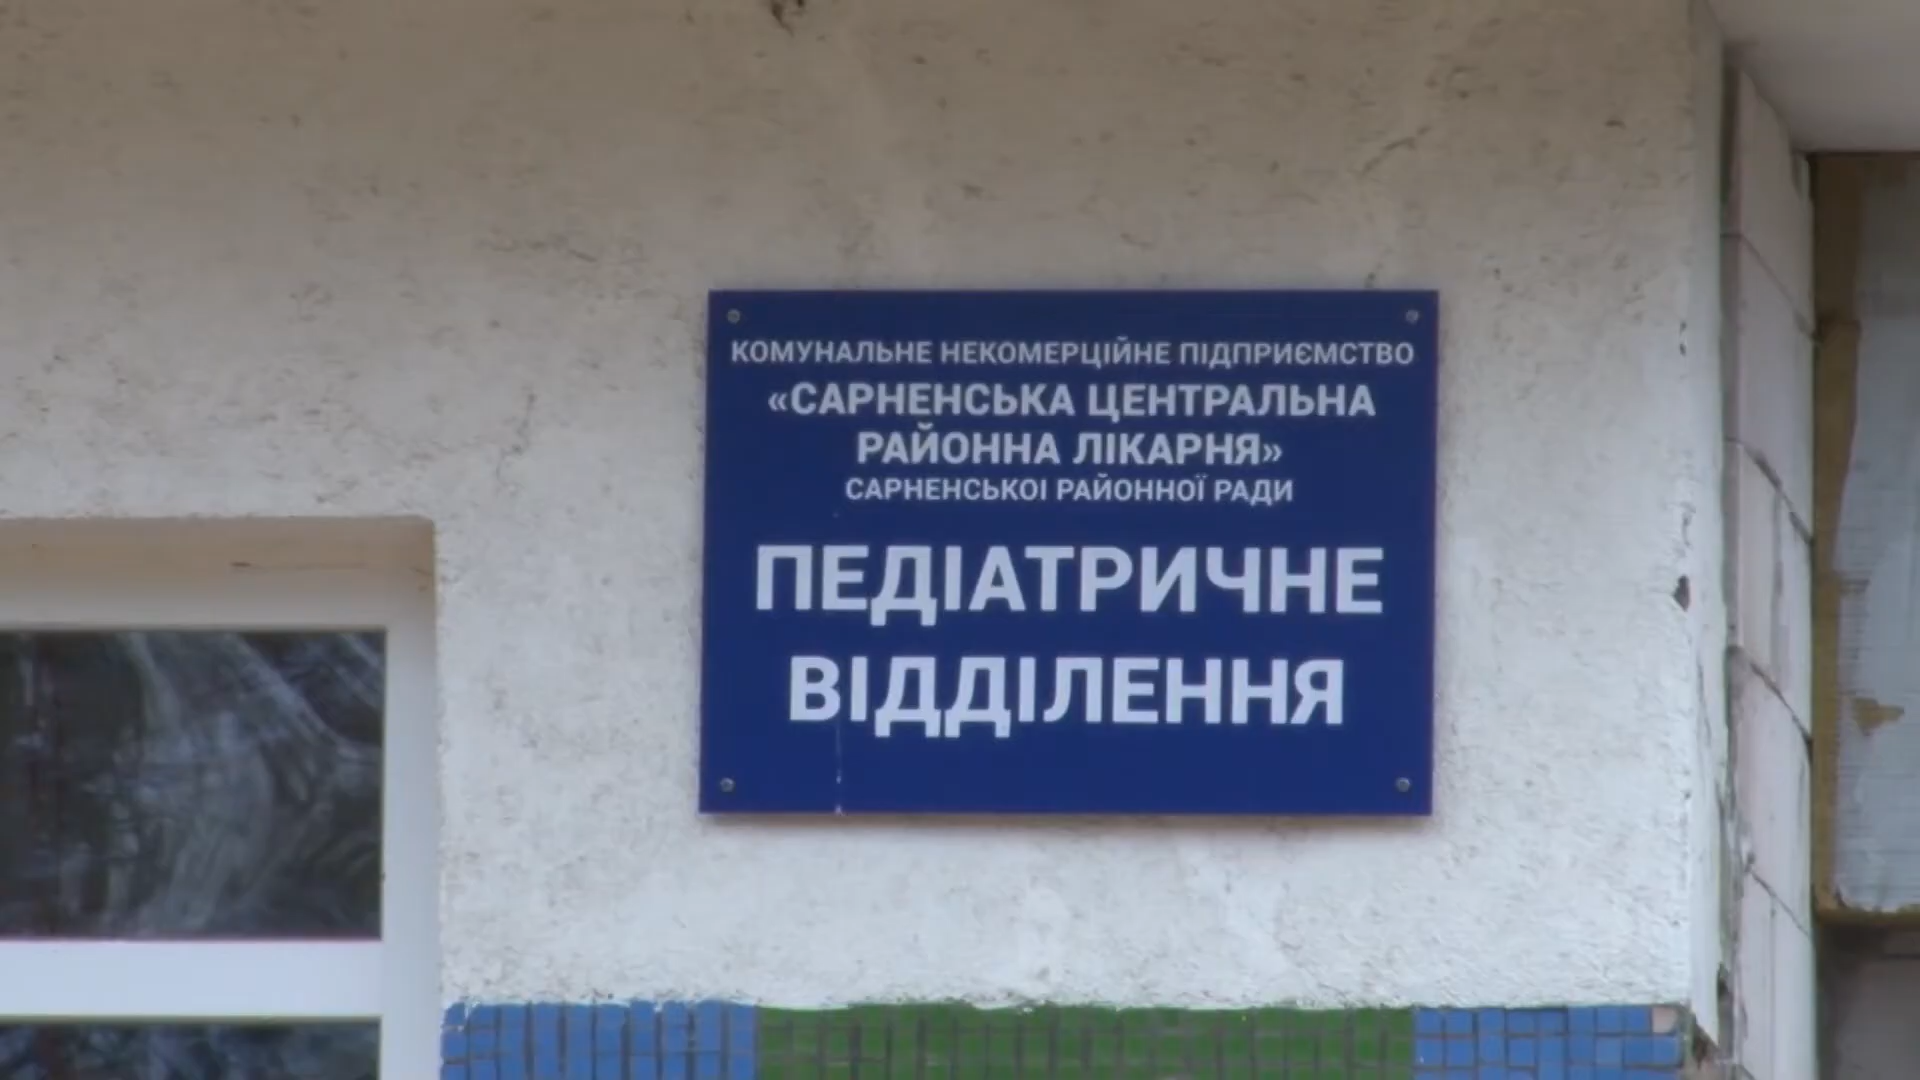 КОМУНАЛЬНЕ НЕКОМЕРЦІЙНЕ ПІДПРИЄМСТВО
«САРНЕНСЬКА ЦЕНТРАЛЬНА
РАЙОННА ЛІКАРНЯ»
САРНЕНСЬКОІ РАЙОННОЇ РАДИ
ПЕДІАТРИЧНЕ
ВІДДІЛЕННЯ